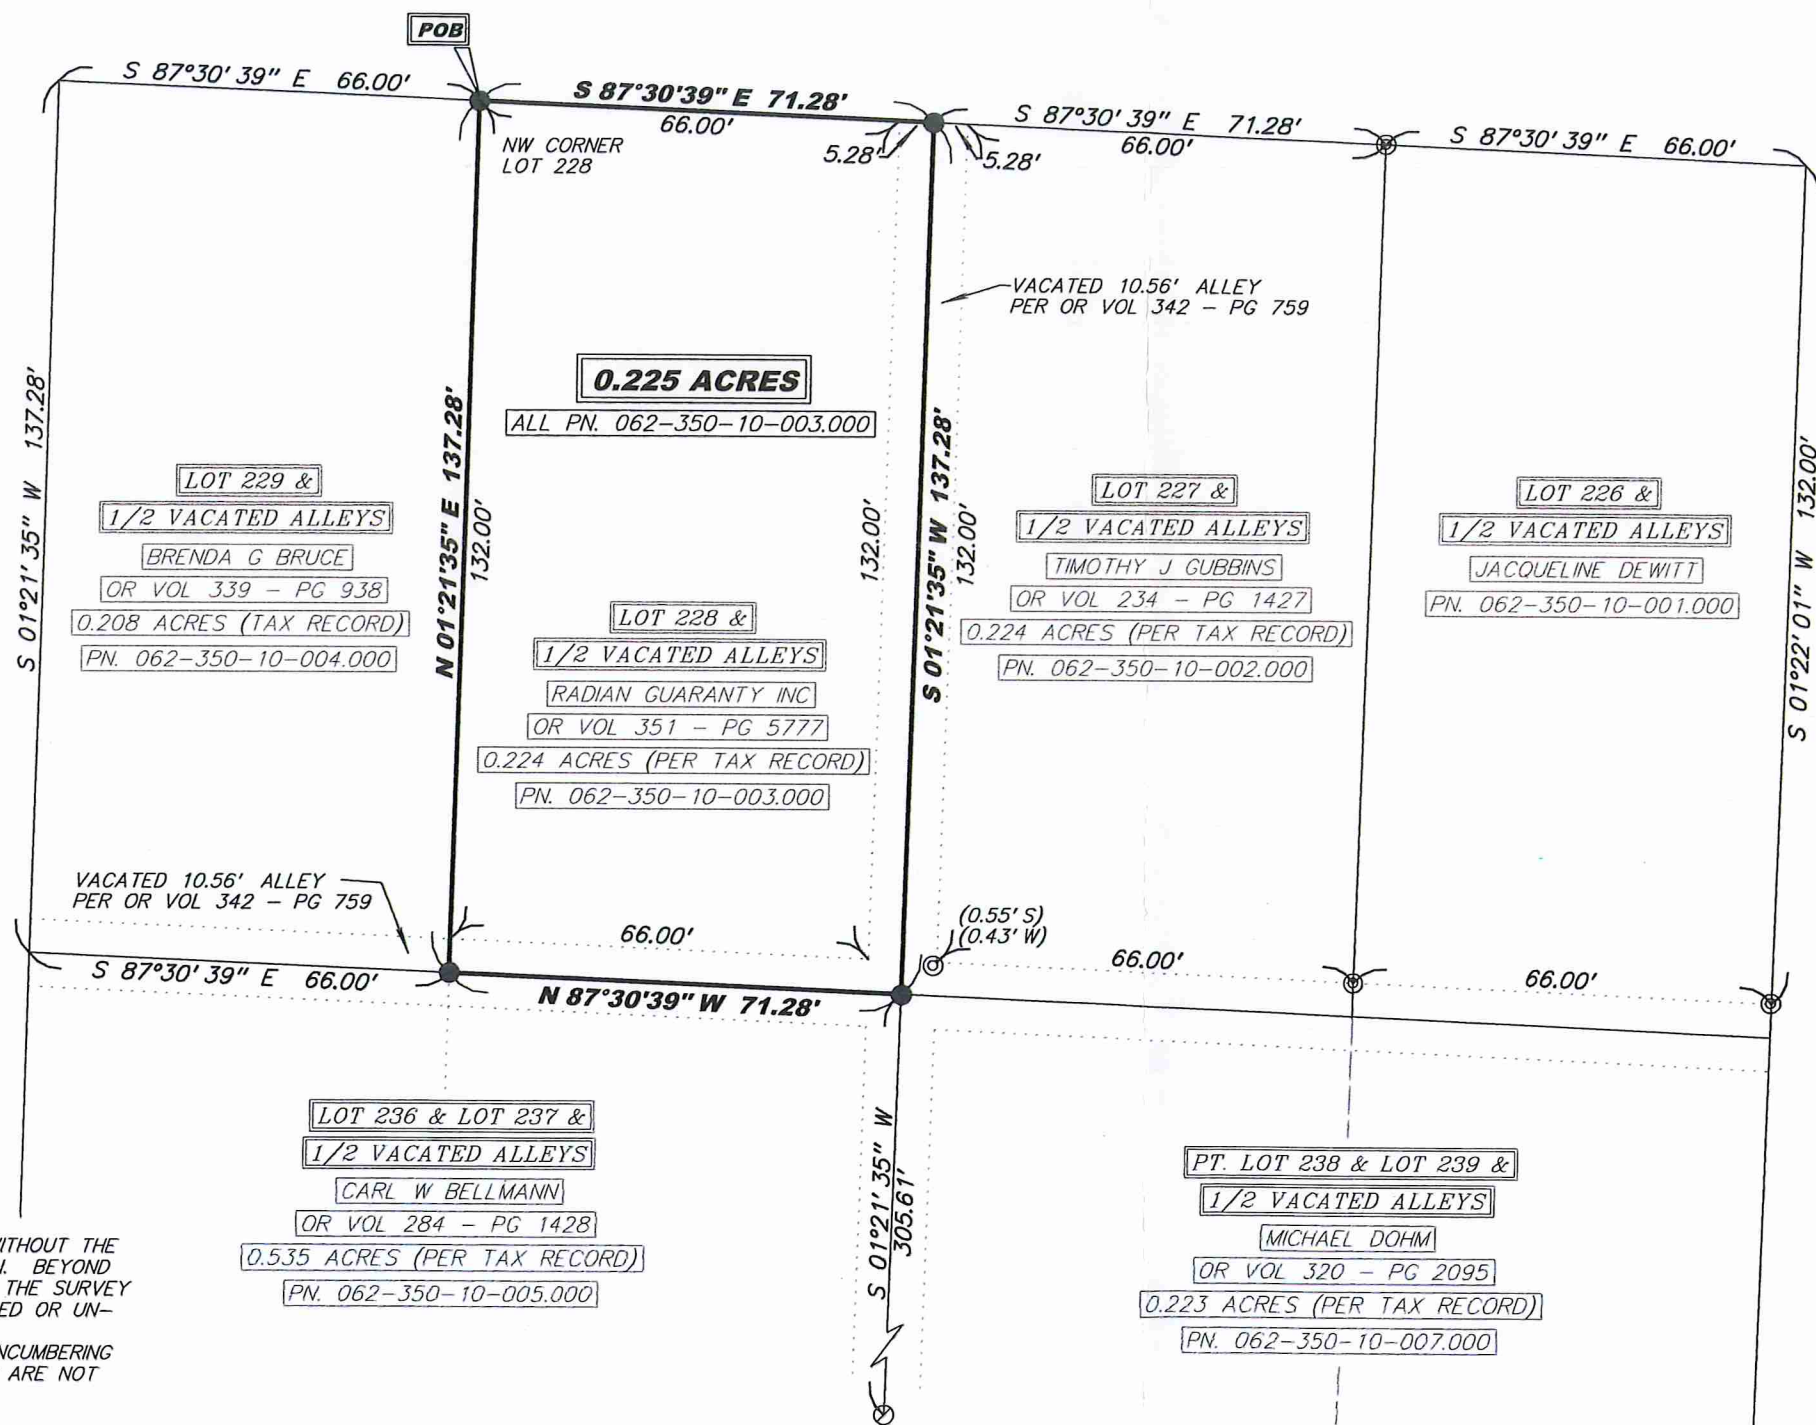 POB
S 87°30'39" E 66.00'
S 87°30'39" E 71.28'
66.00'
S 87°30'39" E 71.28'
66.00'
S 87°30'39" E 66.00'
NW CORNER
LOT 228
5.28'
5.28'
VACATED 10.56' ALLEY
PER OR VOL 342 - PG 759
0.225 ACRES
ALL PN. 062-350-10-003.000
S 01°21'35" W 137.28'
N 01°21'35" E 137.28'
132.00'
132.00'
S 01°21'35" W 137.28'
132.00'
S 01°22'01" W 132.00'
LOT 229 &
1/2 VACATED ALLEYS
BRENDA G BRUCE
OR VOL 339 - PG 938
0.208 ACRES (TAX RECORD)
PN. 062-350-10-004.000
LOT 228 &
1/2 VACATED ALLEYS
RADIAN GUARANTY INC
OR VOL 351 - PG 5777
0.224 ACRES (PER TAX RECORD)
PN. 062-350-10-003.000
LOT 227 &
1/2 VACATED ALLEYS
TIMOTHY J GUBBINS
OR VOL 234 - PG 1427
0.224 ACRES (PER TAX RECORD)
PN. 062-350-10-002.000
LOT 226 &
1/2 VACATED ALLEYS
JACQUELINE DEWITT
PN. 062-350-10-001.000
VACATED 10.56' ALLEY
PER OR VOL 342 - PG 759
66.00'
(0.55' S)
(0.43' W)
66.00'
66.00'
S 87°30'39" E 66.00'
N 87°30'39" W 71.28'
LOT 236 & LOT 237 &
1/2 VACATED ALLEYS
CARL W BELLMANN
OR VOL 284 - PG 1428
0.535 ACRES (PER TAX RECORD)
PN. 062-350-10-005.000
S 01°21'35" W
305.61'
PT. LOT 238 & LOT 239 &
1/2 VACATED ALLEYS
MICHAEL DOHM
OR VOL 320 - PG 2095
0.223 ACRES (PER TAX RECORD)
PN. 062-350-10-007.000
WITHOUT THE
BEYOND
THE SURVEY
ED OR UN-
NCUMBERING
ARE NOT